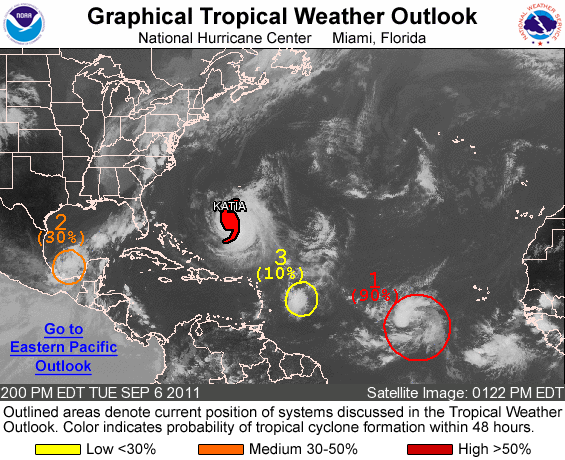 Graphical Tropical Weather Outlook
National Hurricane Center Miami, Florida
NOAA
KATIA
2
(30%)
3
(10%)
1
(90%)
Go to
Eastern Pacific
Outlook
200 PM EDT TUE SEP 6 2011 Satellite Image: 0122 PM EDT
Outlined areas denote current position of systems discussed in the Tropical Weather
Outlook. Color indicates probability of tropical cyclone formation within 48 hours.
Low <30% Medium 30-50% High >50%